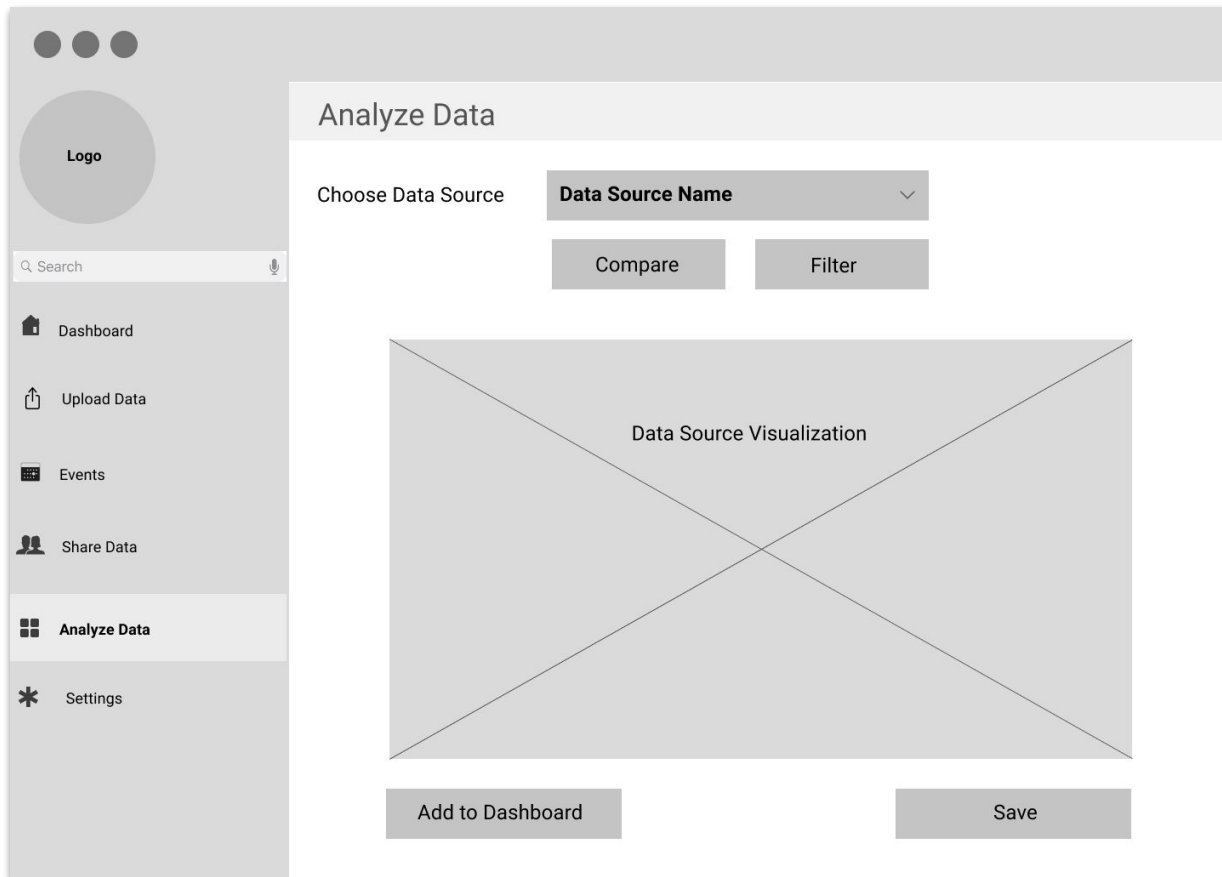 Logo
Search
Dashboard
Upload Data
Events
Share Data
Analyze Data
Settings
Analyze Data
Choose Data Source
Data Source Name
Compare
Filter
Data Source Visualization
Add to Dashboard
Save